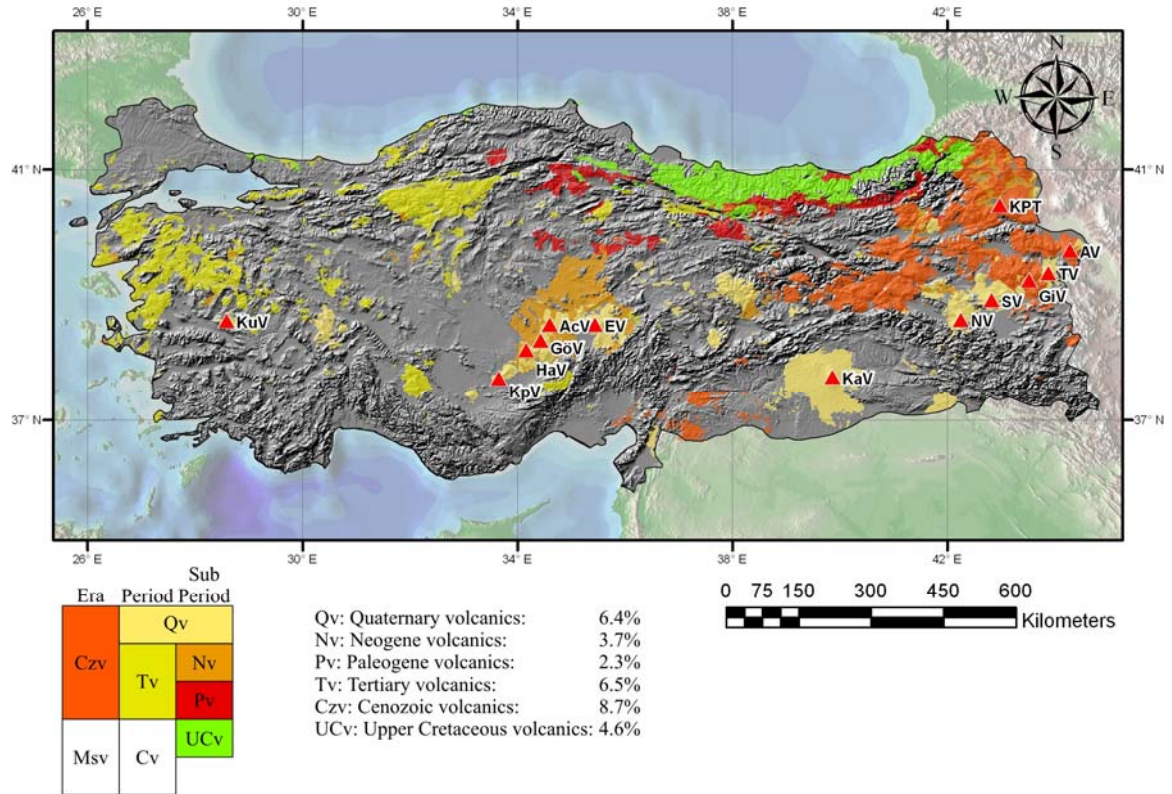 26° E 30° E 34° E 38° E 42° E
N
W E
S
41° N 41° N
KPT
AV
TV
GiV
SV
NV
KuV
AcV EV
GöV
HaV
KpV
KaV
37° N 37° N
26° E 30° E 34° E 38° E 42° E
Sub
Era Period Period
Qv
Czv Tv Nv
Pv
UCv
Msv Cv
Qv: Quaternary volcanics: 6.4%
Nv: Neogene volcanics: 3.7%
Pv: Paleogene volcanics: 2.3%
Tv: Tertiary volcanics: 6.5%
Czv: Cenozoic volcanics: 8.7%
UCv: Upper Cretaceous volcanics: 4.6%
0 75 150 300 450 600
Kilometers